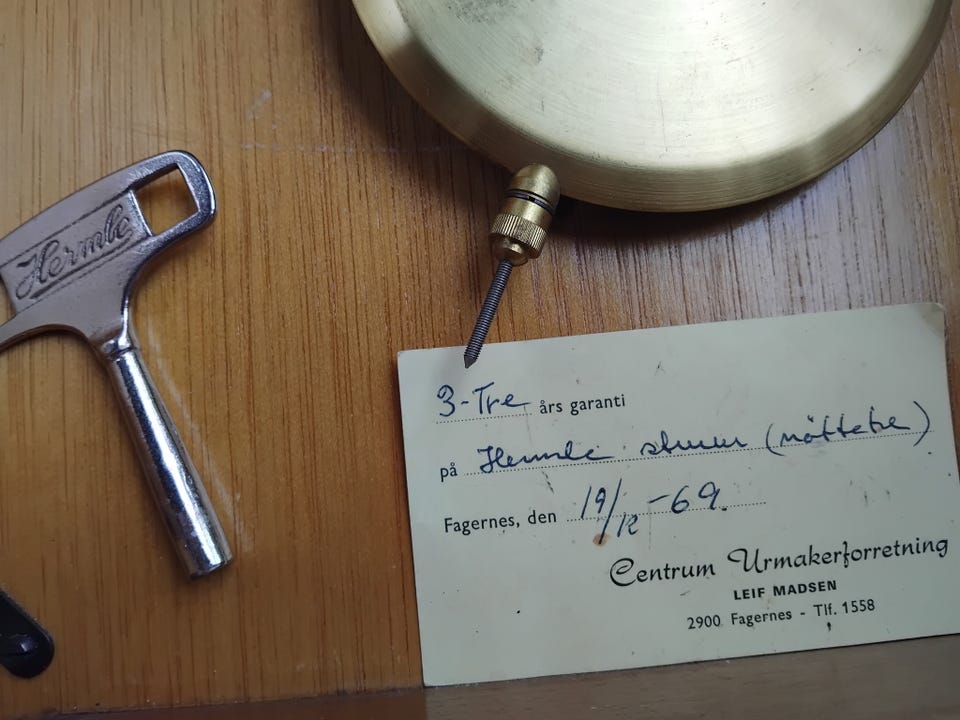 Hermle
3-Tre års garanti
på Hermle stueur (nøttetre)
Fagernes, den 19/12-69.
Centrum Urmakerforretning
LEIF MADSEN
2900 Fagernes - Tlf. 1558